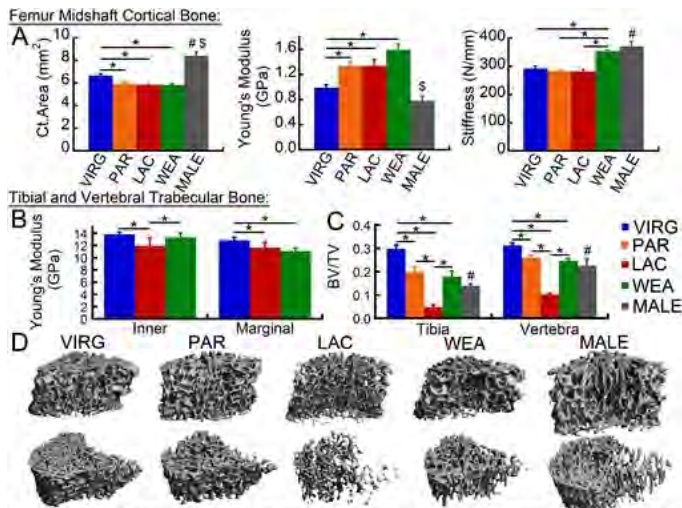 Femur Midshaft Cortical Bone:
A
Ct.Area (mm²)
10
8
6
4
2
0
* * *
# $
VIRG PAR LAC WEA MALE
Young's Modulus
(GPa)
1.6
1.2
0.8
0.4
0.0
* * *
$
VIRG PAR LAC WEA MALE
Stiffness (N/mm)
400
300
200
100
0
* * *
#
VIRG PAR LAC WEA MALE
Tibial and Vertebral Trabecular Bone:
B
Young's Modulus
(GPa)
14
12
10
8
6
4
2
0
* * * *
Inner Marginal
C
BV/TV
0.4
0.3
0.2
0.1
0.0
* * * * #
* * * * #
Tibia Vertebra
VIRG
PAR
LAC
WEA
MALE
D
VIRG PAR LAC WEA MALE